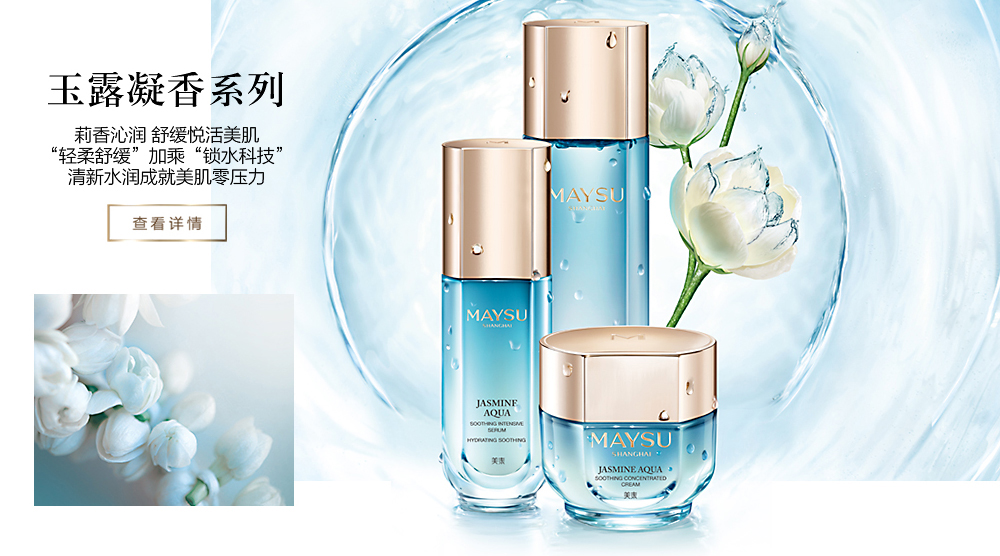 玉露凝香系列
莉香沁润 舒缓悦活美肌
“轻柔舒缓”加乘“锁水科技”
清新水润成就美肌零压力
查看详情
MAYSU
MAYSU
SHANGHAI
JASMINE
AQUA
SOOTHING INTENSIVE
SERUM
HYDRATING SOOTHING
美素
M
MAYSU
SHANGHAI
JASMINE AQUA
SOOTHING CONCENTRATED
CREAM
美素